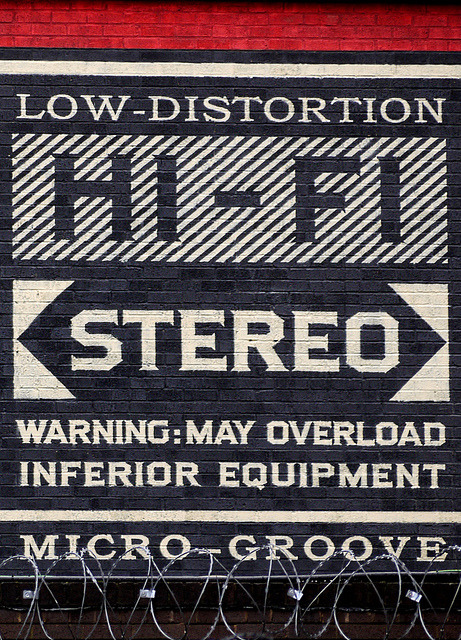 LOW-DISTORTION
HI-FI
STEREO
WARNING: MAY OVERLOAD
INFERIOR EQUIPMENT
MICRO-GROOVE